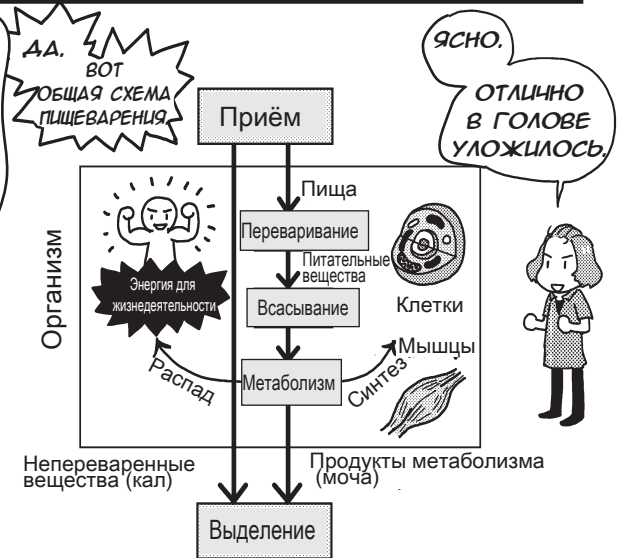 ДА.
ВОТ
ОБЩАЯ СХЕМА
ПИЩЕВАРЕНИЯ.
ЯСНО.
ОТЛИЧНО
В ГОЛОВЕ
УЛОЖИЛОСЬ.
Приём
Организм
Пища
Переваривание
Питательные
вещества
Энергия для
жизнедеятельности
Всасывание
Клетки
Мышцы
Распад
Метаболизм
Синтез
Непереваренные
вещества (кал)
Продукты метаболизма
(моча)
Выделение